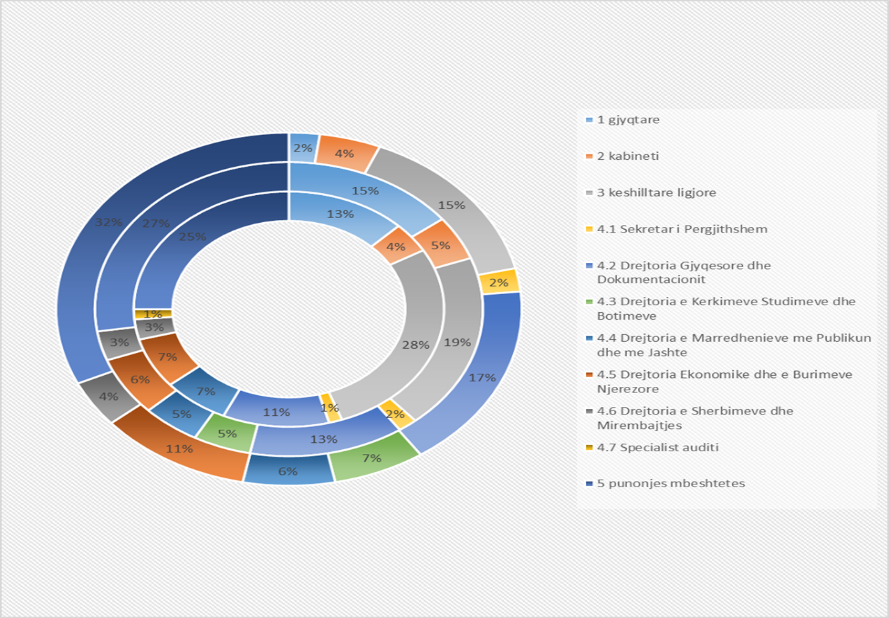 2%
4%
15%
2%
17%
7%
6%
11%
4%
32%
15%
5%
19%
2%
13%
5%
5%
6%
3%
27%
13%
4%
28%
1%
11%
7%
7%
3%
1%
25%
1 gjyqtare
2 kabineti
3 keshilltare ligjore
4.1 Sekretar i Pergjithshem
4.2 Drejtoria Gjyqesore dhe
Dokumentacionit
4.3 Drejtoria e Kerkimeve Studimeve dhe
Botimeve
4.4 Drejtoria e Marredhenieve me Publikun
dhe me Jashte
4.5 Drejtoria Ekonomike dhe e Burimeve
Njerezore
4.6 Drejtoria e Sherbimeve dhe
Mirembajtjes
4.7 Specialist auditi
5 punonjes mbeshtetes